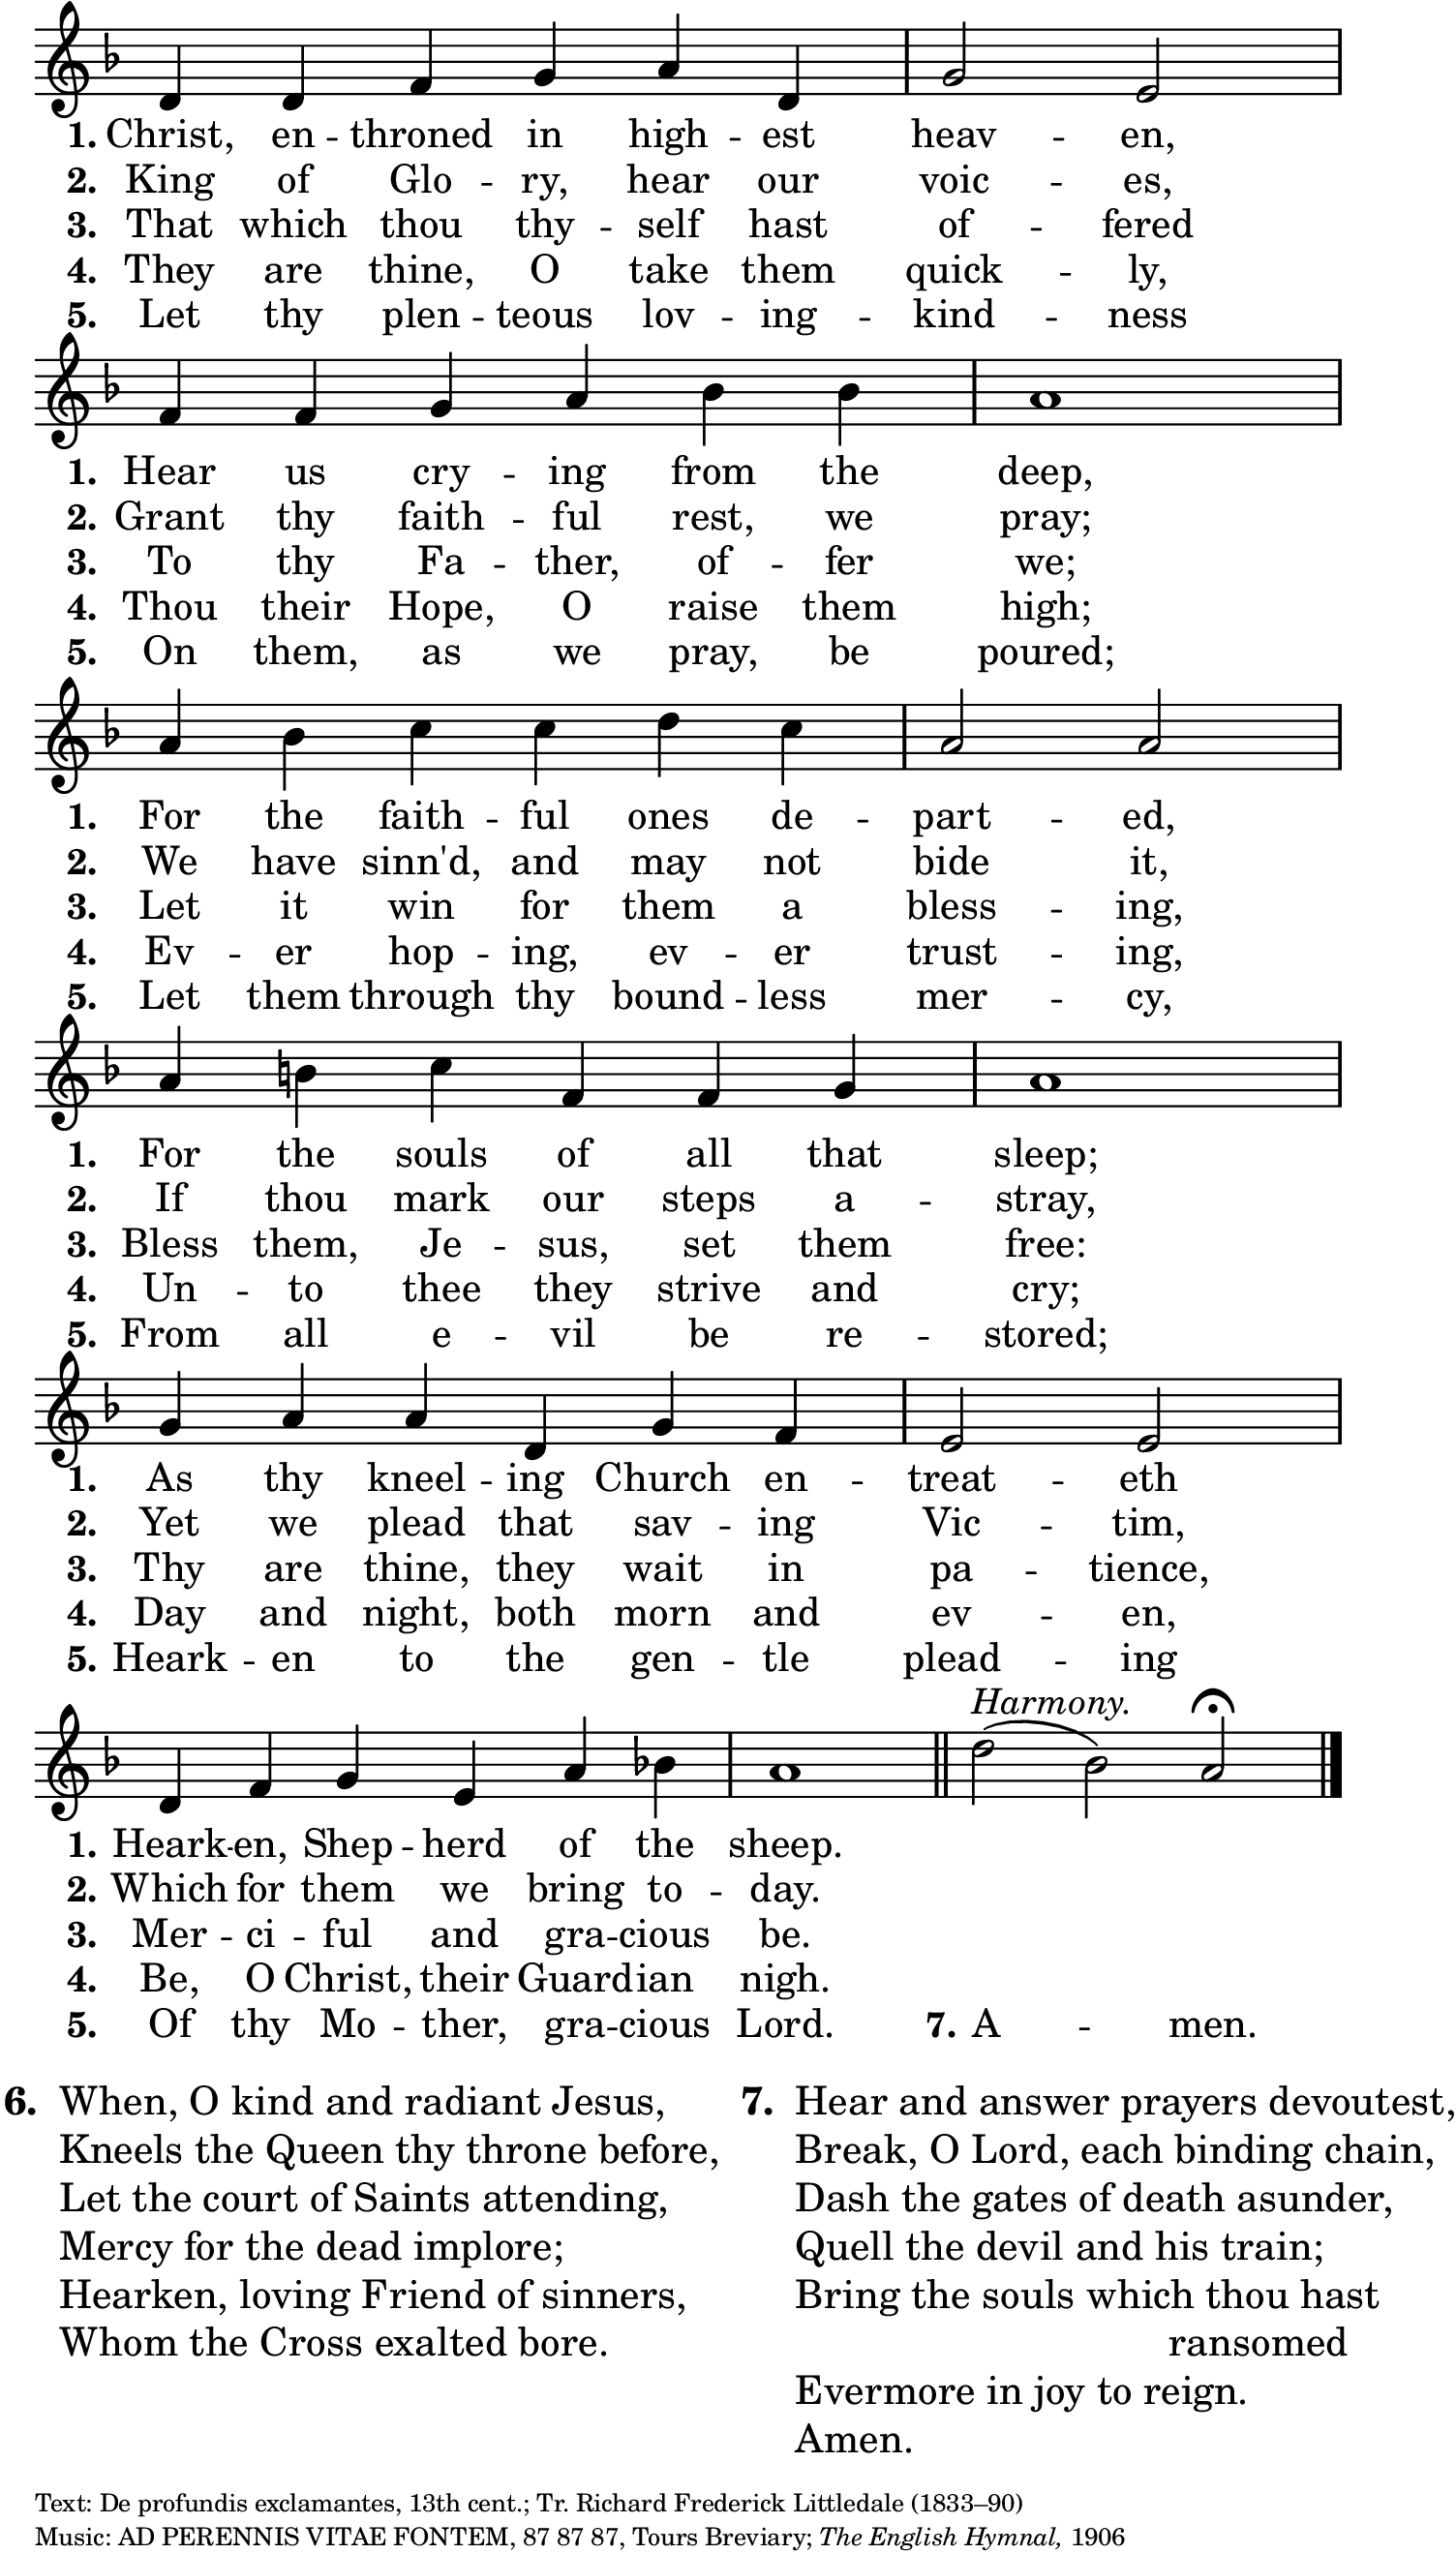 1. Christ, en -- throned in high -- est heav -- en,
2. King of Glo -- ry, hear our voic -- es,
3. That which thou thy -- self hast of -- fered
4. They are thine, O take them quick -- ly,
5. Let thy plen -- teous lov -- ing -- kind -- ness
1. Hear us cry -- ing from the deep,
2. Grant thy faith -- ful rest, we pray;
3. To thy Fa -- ther, of -- fer we;
4. Thou their Hope, O raise them high;
5. On them, as we pray, be poured;
1. For the faith -- ful ones de -- part -- ed,
2. We have sinn'd, and may not bide it,
3. Let it win for them a bless -- ing,
4. Ev -- er hop -- ing, ev -- er trust -- ing,
5. Let them through thy bound -- less mer -- cy,
1. For the souls of all that sleep;
2. If thou mark our steps a -- stray,
3. Bless them, Je -- sus, set them free:
4. Un -- to thee they strive and cry;
5. From all e -- vil be re -- stored;
1. As thy kneel -- ing Church en -- treat -- eth
2. Yet we plead that sav -- ing Vic -- tim,
3. Thy are thine, they wait in pa -- tience,
4. Day and night, both morn and ev -- en,
5. Heark -- en to the gen -- tle plead -- ing
Harmony.
1. Heark -- en, Shep -- herd of the sheep.
2. Which for them we bring to -- day.
3. Mer -- ci -- ful and gra -- cious be.
4. Be, O Christ, their Guardian nigh.
5. Of thy Mo -- ther, gra -- cious Lord. 7. A -- men.
6. When, O kind and radiant Jesus,
Kneels the Queen thy throne before,
Let the court of Saints attending,
Mercy for the dead implore;
Hearken, loving Friend of sinners,
Whom the Cross exalted bore.
7. Hear and answer prayers devoutest,
Break, O Lord, each binding chain,
Dash the gates of death asunder,
Quell the devil and his train;
Bring the souls which thou hast
ransomed
Evermore in joy to reign.
Amen.
Text: De profundis exclamantes, 13th cent.; Tr. Richard Frederick Littledale (1833–90)
Music: AD PERENNIS VITAE FONTEM, 87 87 87, Tours Breviary; The English Hymnal, 1906